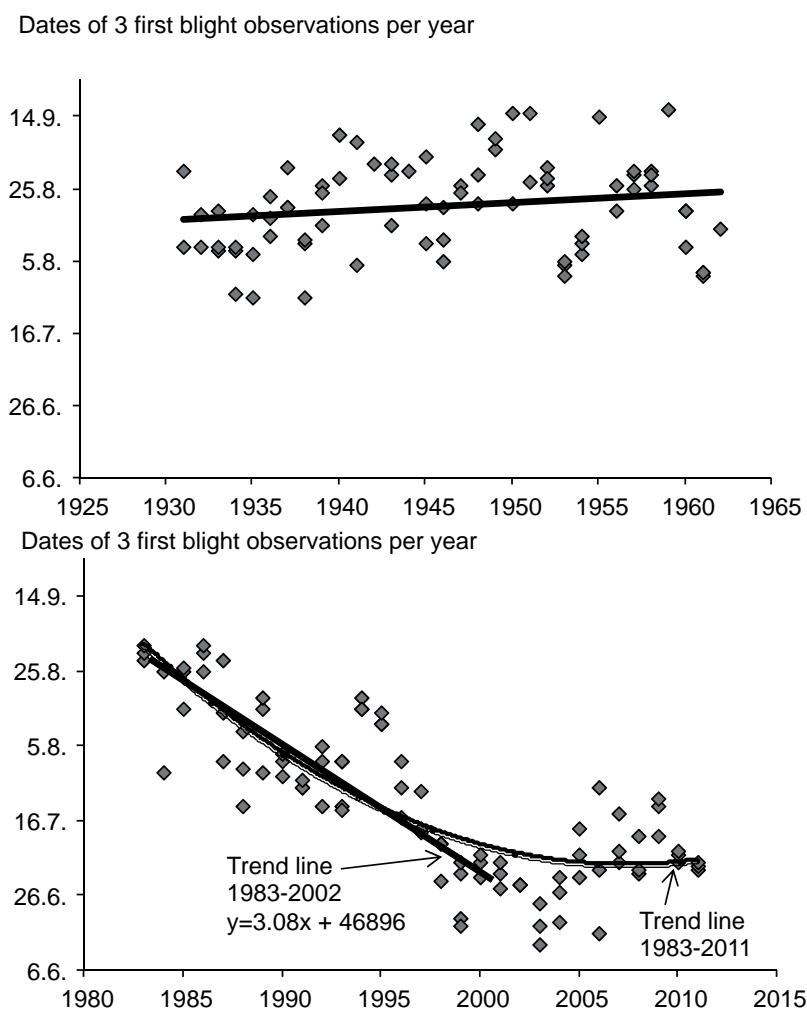 Dates of 3 first blight observations per year
14.9.
25.8.
5.8.
16.7.
26.6.
6.6.
1925 1930 1935 1940 1945 1950 1955 1960 1965
Dates of 3 first blight observations per year
14.9.
25.8.
5.8.
16.7.
26.6.
6.6.
Trend line
1983-2002
y=3.08x + 46896
Trend line
1983-2011
1980 1985 1990 1995 2000 2005 2010 2015